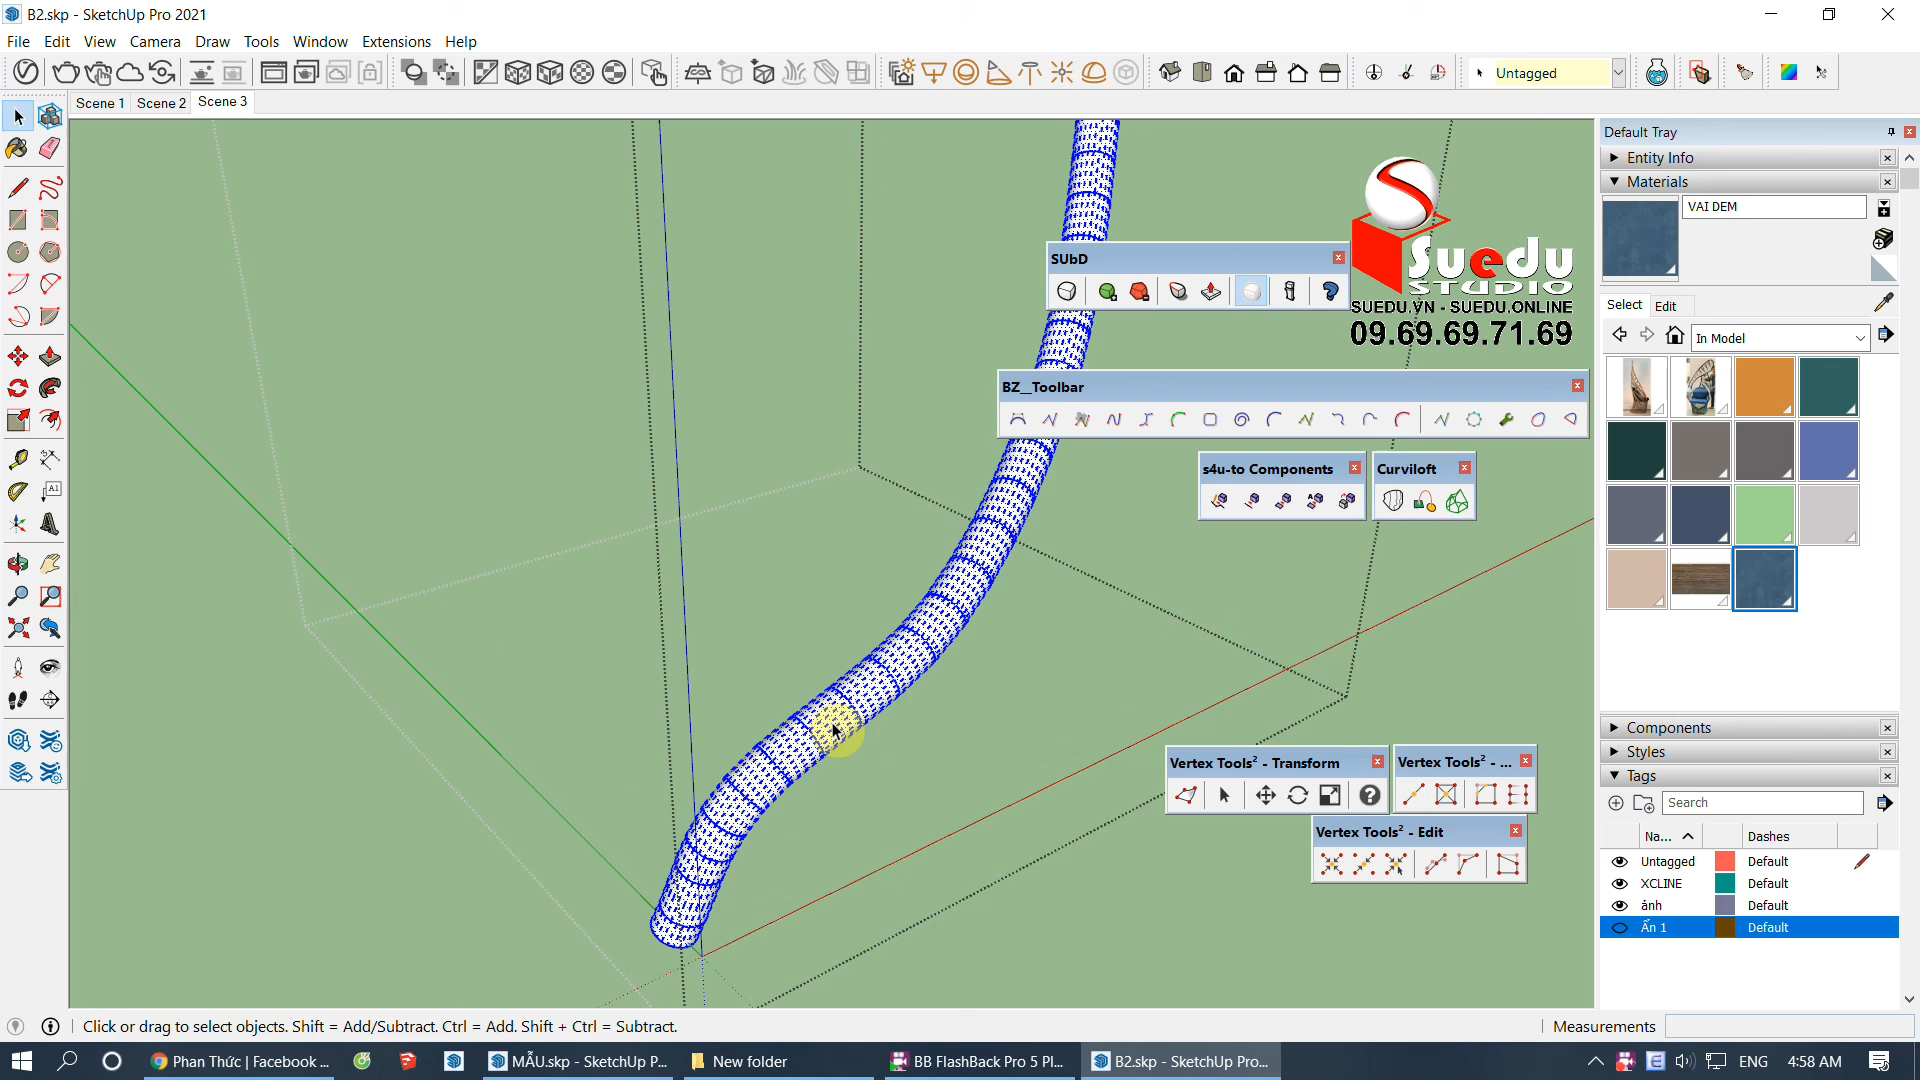 B2.skp - SketchUp Pro 2021
File Edit View Camera Draw Tools Window Extensions Help
Untagged
Scene 1 Scene 2 Scene 3
Default Tray
Entity Info
Materials
VAI DEM
Select Edit
In Model
SUbD
Suedu
STUDIO
SUEDU.VN - SUEDU.ONLINE
09.69.69.71.69
BZ__Toolbar
s4u-to Components
Curviloft
A1
Components
Styles
Tags
Search
Na... Dashes
Untagged Default
XCLINE Default
ảnh Default
Ẩn 1 Default
Vertex Tools² - Transform
Vertex Tools² - ...
Vertex Tools² - Edit
Click or drag to select objects. Shift = Add/Subtract. Ctrl = Add. Shift + Ctrl = Subtract.
Measurements
Phan Thức | Facebook ...
MẪU.skp - SketchUp P...
New folder
BB FlashBack Pro 5 Pl...
B2.skp - SketchUp Pro...
ENG 4:58 AM